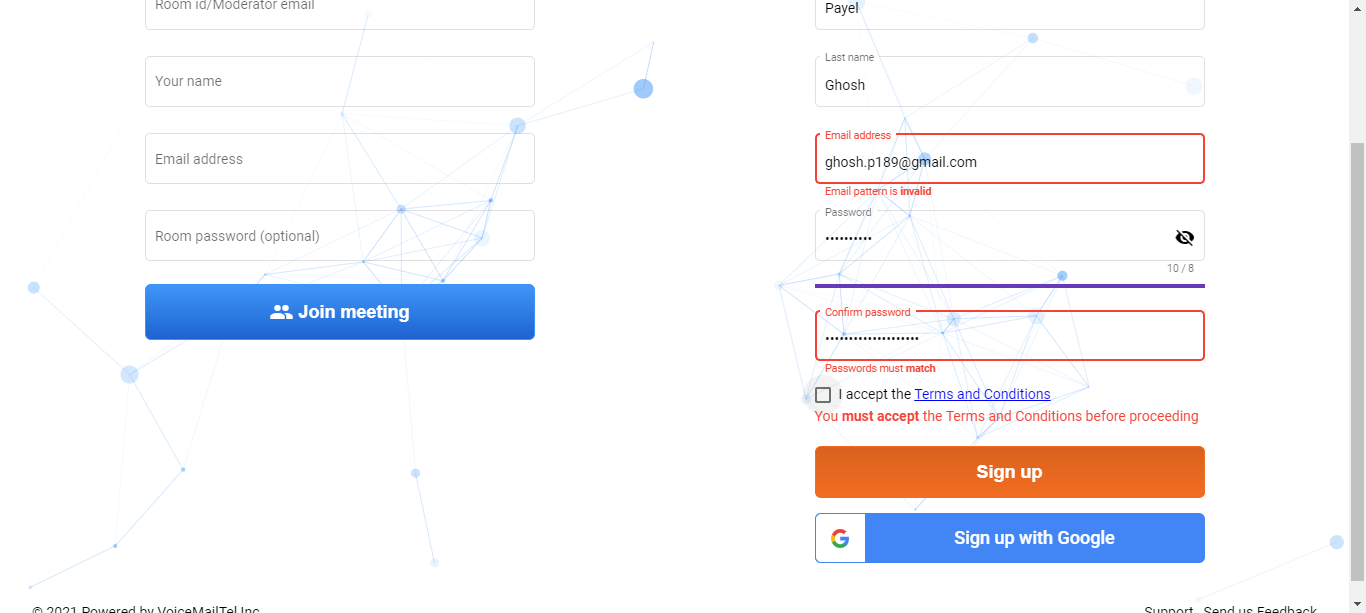 Room id/Moderator email
Your name
Email address
Room password (optional)
Join meeting
Payel
Last name
Ghosh
Email address
ghosh.p189@gmail.com
Email pattern is invalid
Password
••••••••••
10 / 8
Confirm password
••••••••••••••••••••
Passwords must match
I accept the Terms and Conditions
You must accept the Terms and Conditions before proceeding
Sign up
Sign up with Google
© 2021 Powered by VoiceMailTel Inc
Support Send us Feedback